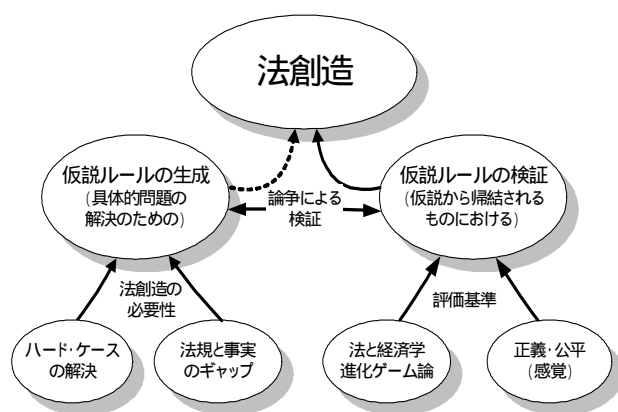 法創造
仮説ルールの生成
(具体的問題の
解決のための)
論争による
検証
仮説ルールの検証
(仮説から帰結される
ものにおける)
法創造の
必要性
評価基準
ハード・ケース
の解決
法規と事実
のギャップ
法と経済学
進化ゲーム論
正義・公平
(感覚)